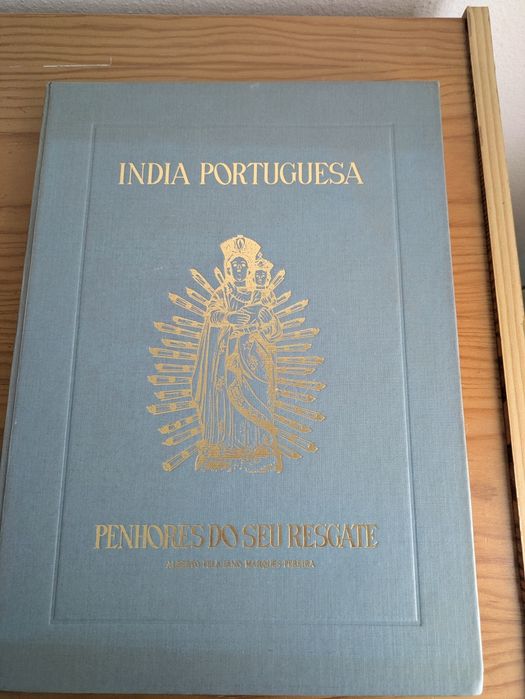 INDIA PORTUGUESA
PENHORES DO SEU RESGATE
ALBERTO FELICIANO MARQUES PEREIRA